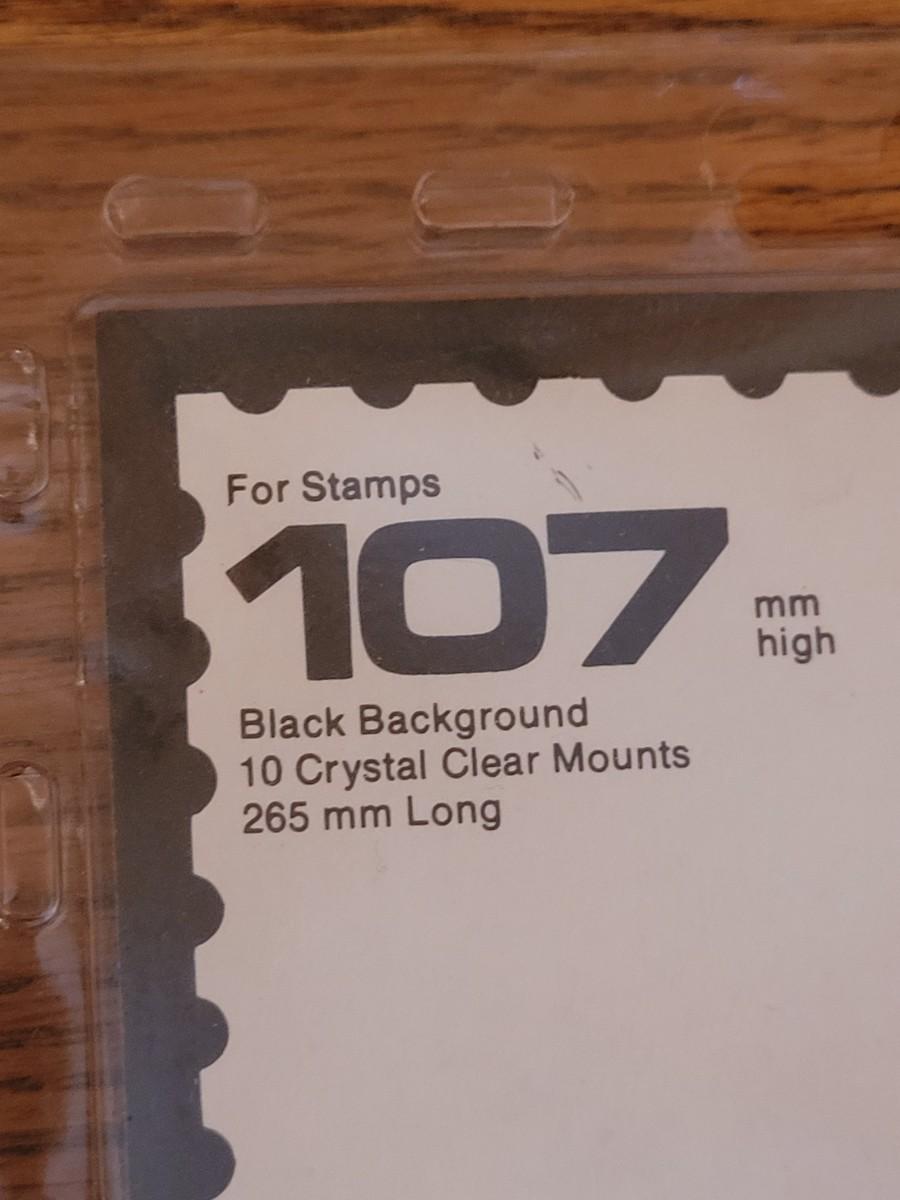 For Stamps
107
mm
high
Black Background
10 Crystal Clear Mounts
265 mm Long